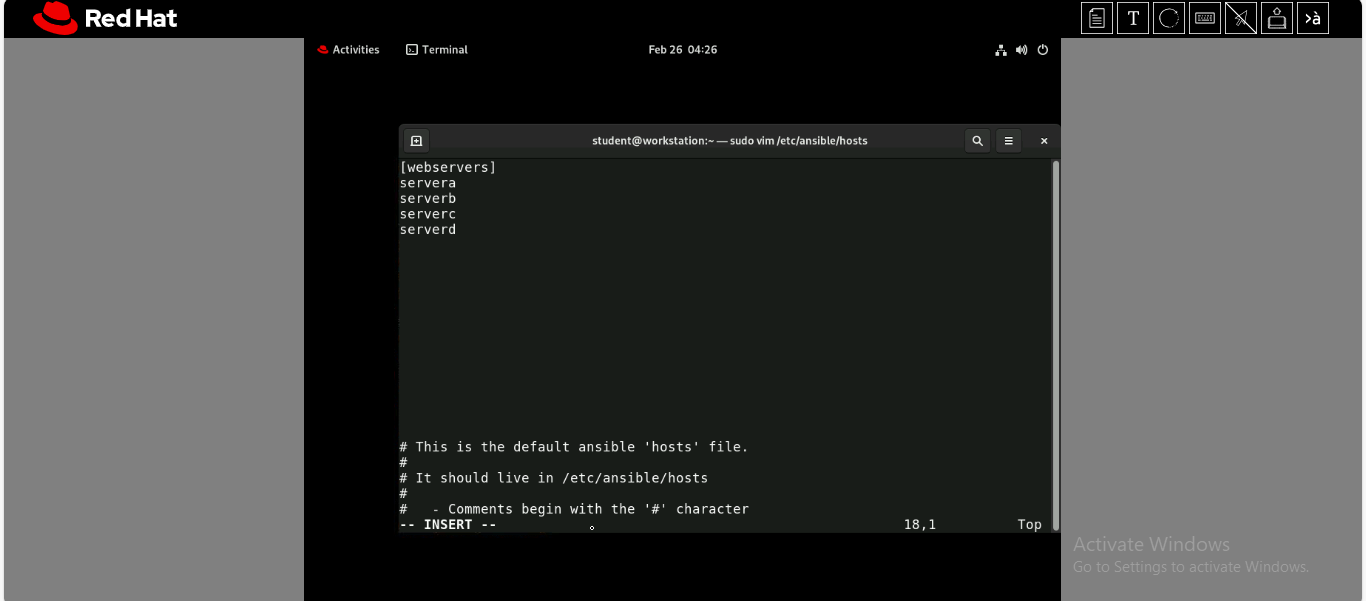 Red Hat
T
>à
Activities
Terminal
Feb 26 04:26
student@workstation:~ — sudo vim /etc/ansible/hosts
[webservers]
servera
serverb
serverc
serverd
# This is the default ansible 'hosts' file.
#
# It should live in /etc/ansible/hosts
#
#   - Comments begin with the '#' character
-- INSERT --
18,1
Top
Activate Windows
Go to Settings to activate Windows.